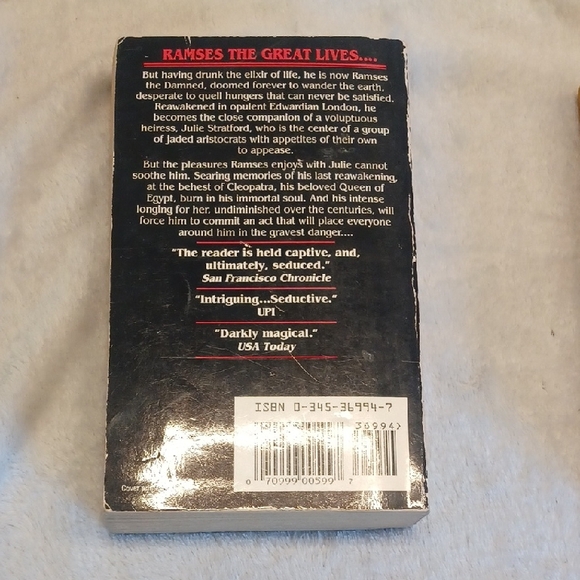 RAMSES THE GREAT LIVES....
But having drunk the elixir of life, he is now Ramses
the Damned, doomed forever to wander the earth,
desperate to quell hungers that can never be satisfied.
Reawakened in opulent Edwardian London, he
becomes the close companion of a voluptuous
heiress, Julie Stratford, who is the center of a group
of jaded aristocrats with appetites of their own
to appease.
But the pleasures Ramses enjoys with Julie cannot
soothe him. Searing memories of his last reawakening,
at the behest of Cleopatra, his beloved Queen of
Egypt, burn in his immortal soul. And his intense
longing for her, undiminished over the centuries, will
force him to commit an act that will place everyone
around him in the gravest danger....
"The reader is held captive, and,
ultimately, seduced."
San Francisco Chronicle
"Intriguing...Seductive."
UPI
"Darkly magical."
USA Today
ISBN 0-345-36994-7
36994>
0 70999 00599 7
Cover